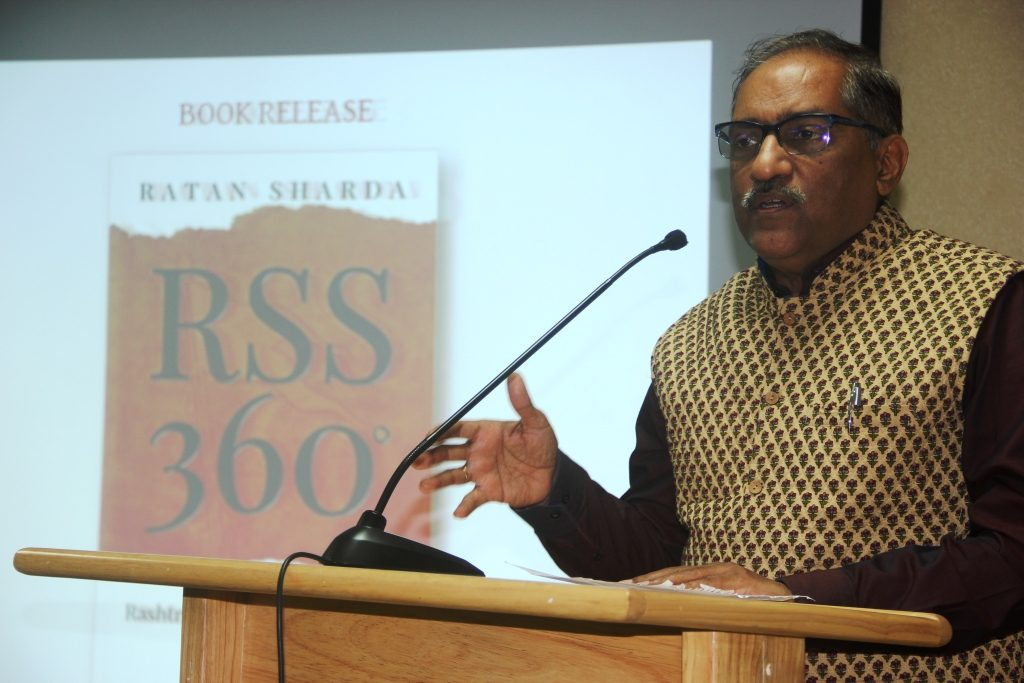 BOOK RELEASE
RATAN SHARDA
RSS
360°